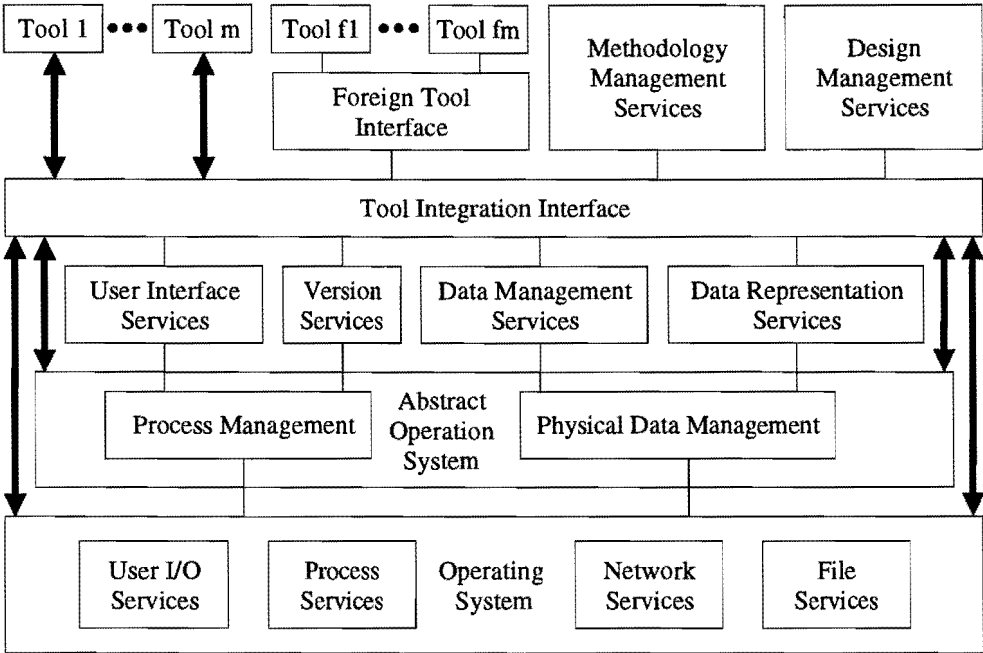 Tool 1 ••• Tool m
Tool f1 ••• Tool fm
Foreign Tool
Interface
Methodology
Management
Services
Design
Management
Services
Tool Integration Interface
User Interface
Services
Version
Services
Data Management
Services
Data Representation
Services
Process Management
Abstract
Operation
System
Physical Data Management
User I/O
Services
Process
Services
Operating
System
Network
Services
File
Services